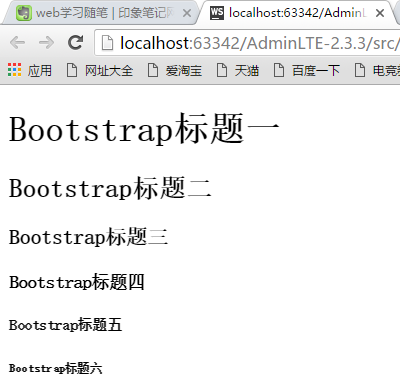 web学习随笔 | 印象笔记
localhost:63342/Admin
localhost:63342/AdminLTE-2.3.3/src/
应用 网址大全 爱淘宝 天猫 百度一下 电竞
Bootstrap标题一
Bootstrap标题二
Bootstrap标题三
Bootstrap标题四
Bootstrap标题五
Bootstrap标题六